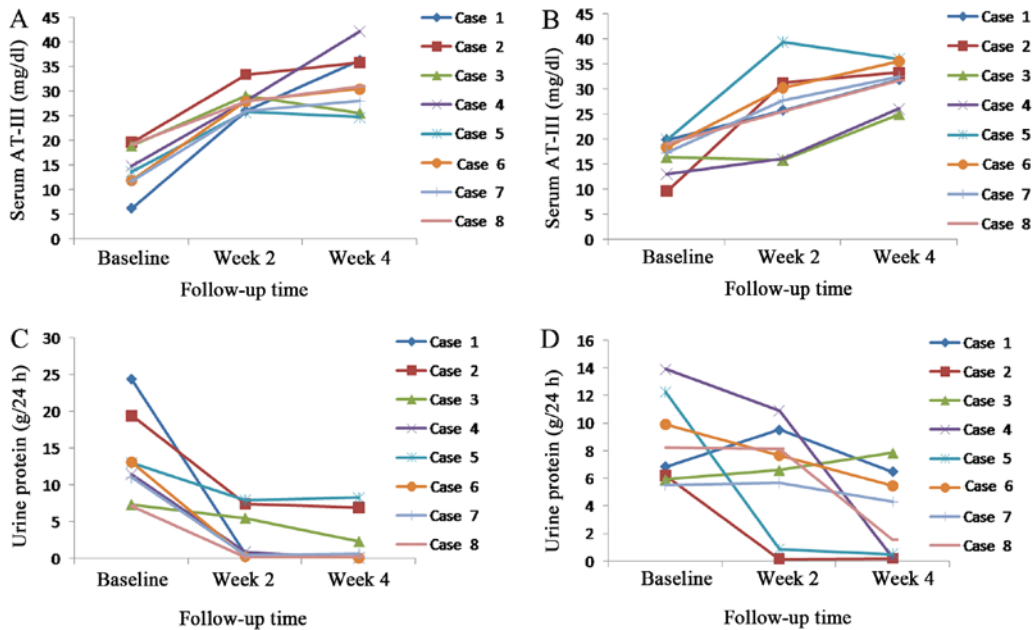 A
Serum AT-III (mg/dl)
45
40
35
30
25
20
15
10
5
0
Baseline
Week 2
Week 4
Follow-up time
Case 1
Case 2
Case 3
Case 4
Case 5
Case 6
Case 7
Case 8
B
Serum AT-III (mg/dl)
45
40
35
30
25
20
15
10
5
0
Baseline
Week 2
Week 4
Follow-up time
Case 1
Case 2
Case 3
Case 4
Case 5
Case 6
Case 7
Case 8
C
Urine protein (g/24 h)
30
25
20
15
10
5
0
Baseline
Week 2
Week 4
Follow-up time
Case 1
Case 2
Case 3
Case 4
Case 5
Case 6
Case 7
Case 8
D
Urine protein (g/24 h)
16
14
12
10
8
6
4
2
0
Baseline
Week 2
Week 4
Follow-up time
Case 1
Case 2
Case 3
Case 4
Case 5
Case 6
Case 7
Case 8